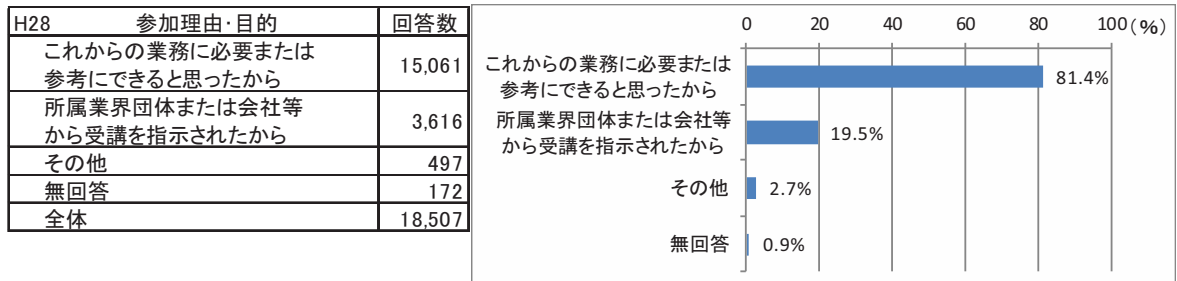 H28 参加理由・目的 回答数
これからの業務に必要または
参考にできると思ったから
15,061
所属業界団体または会社等
から受講を指示されたから
3,616
その他 497
無回答 172
全体 18,507
0 20 40 60 80 100(%)
これからの業務に必要または
参考にできると思ったから
81.4%
所属業界団体または会社等
から受講を指示されたから
19.5%
その他 2.7%
無回答 0.9%